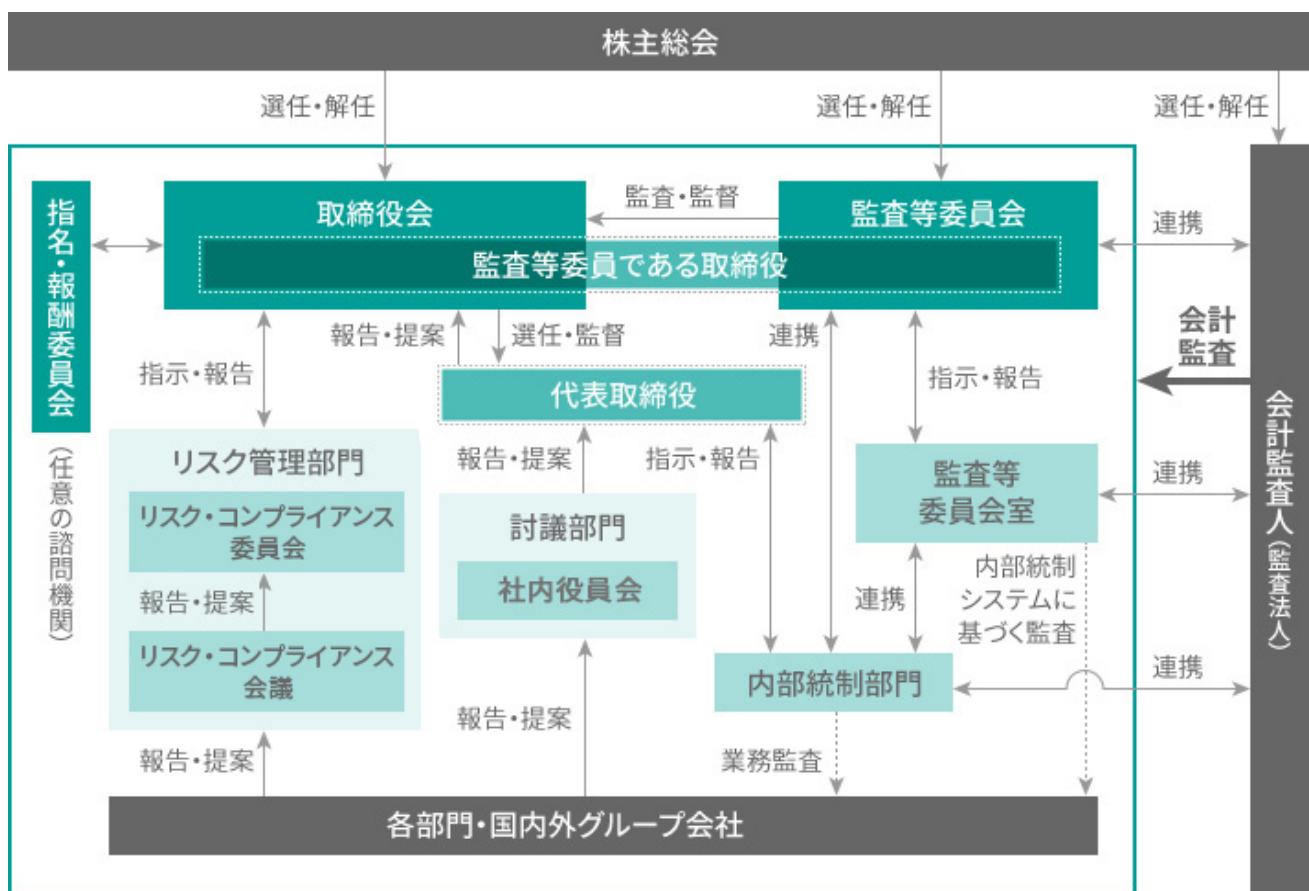 株主総会
選任・解任
選任・解任
選任・解任
指名・報酬委員会
（任意の諮問機関）
取締役会
監査・監督
監査等委員会
監査等委員である取締役
連携
報告・提案
選任・監督
連携
会計
監査
指示・報告
指示・報告
代表取締役
会計監査人（監査法人）
リスク管理部門
報告・提案
指示・報告
監査等
委員会室
連携
リスク・コンプライアンス
委員会
討議部門
社内役員会
報告・提案
連携
内部統制
システムに
基づく監査
リスク・コンプライアンス
会議
内部統制部門
連携
報告・提案
報告・提案
業務監査
各部門・国内外グループ会社